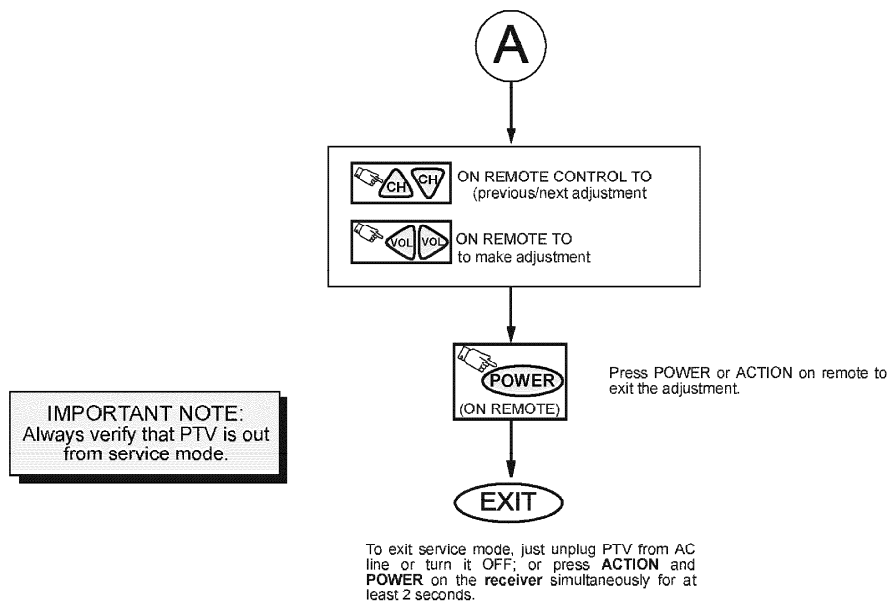 A
CH CH ON REMOTE CONTROL TO
(previous/next adjustment
VOL VOL ON REMOTE TO
to make adjustment
POWER
(ON REMOTE)
Press POWER or ACTION on remote to
exit the adjustment.
IMPORTANT NOTE:
Always verify that PTV is out
from service mode.
EXIT
To exit service mode, just unplug PTV from AC
line or turn it OFF; or press ACTION and
POWER on the receiver simultaneously for at
least 2 seconds.